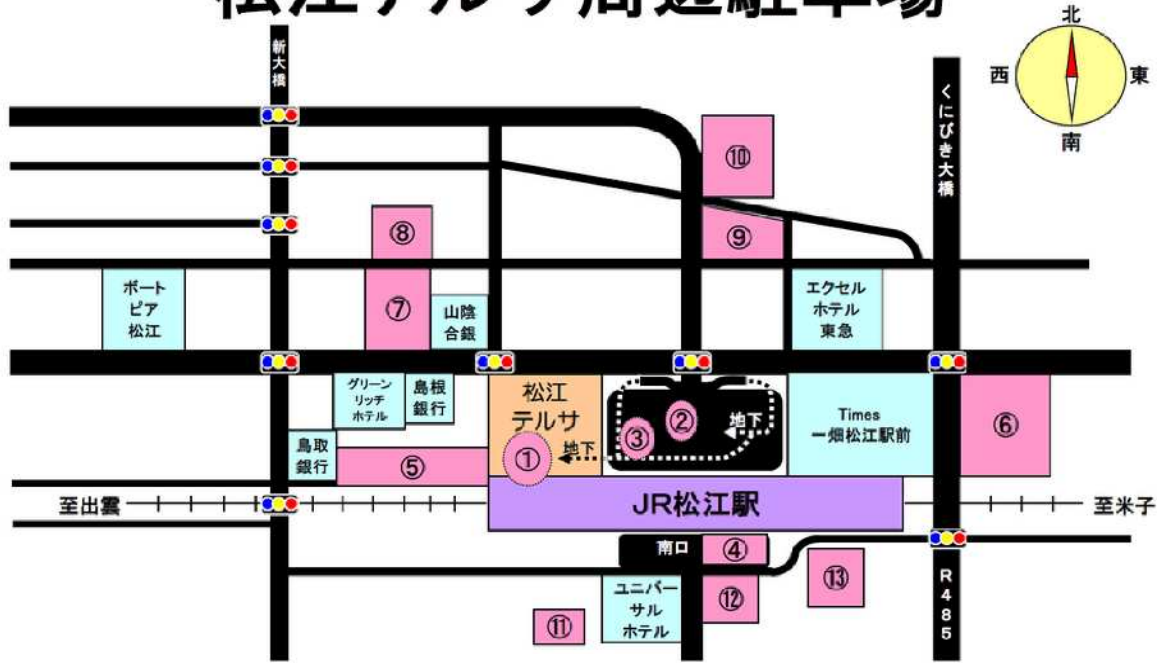 松江テルサ周辺駐車場
北
西
東
南
新大橋
くにびき大橋
⑩
⑧
⑨
ボート
ピア
松江
⑦
山陰
合銀
エクセル
ホテル
東急
グリーン
リッチ
ホテル
島根
銀行
松江
テルサ
②
地下
③
Times
一畑松江駅前
⑥
鳥取
銀行
⑤
①
地下
至出雲
JR松江駅
至米子
南口
④
⑬
R485
ユニバー
サル
ホテル
⑫
⑪